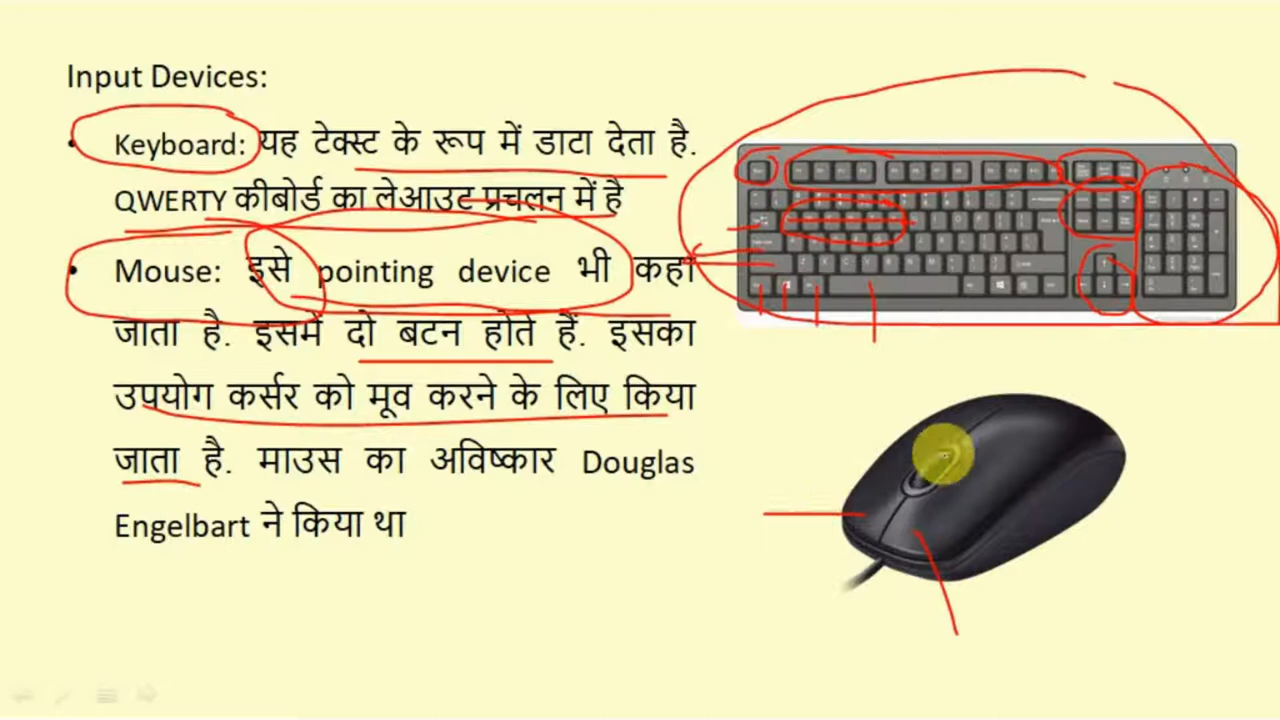 Input Devices:
• Keyboard: यह टेक्स्ट के रूप में डाटा देता है.
QWERTY कीबोर्ड का लेआउट प्रचलन में है
• Mouse: इसे pointing device भी कहा
जाता है. इसमें दो बटन होते हैं. इसका
उपयोग कर्सर को मूव करने के लिए किया
जाता है. माउस का अविष्कार Douglas
Engelbart ने किया था